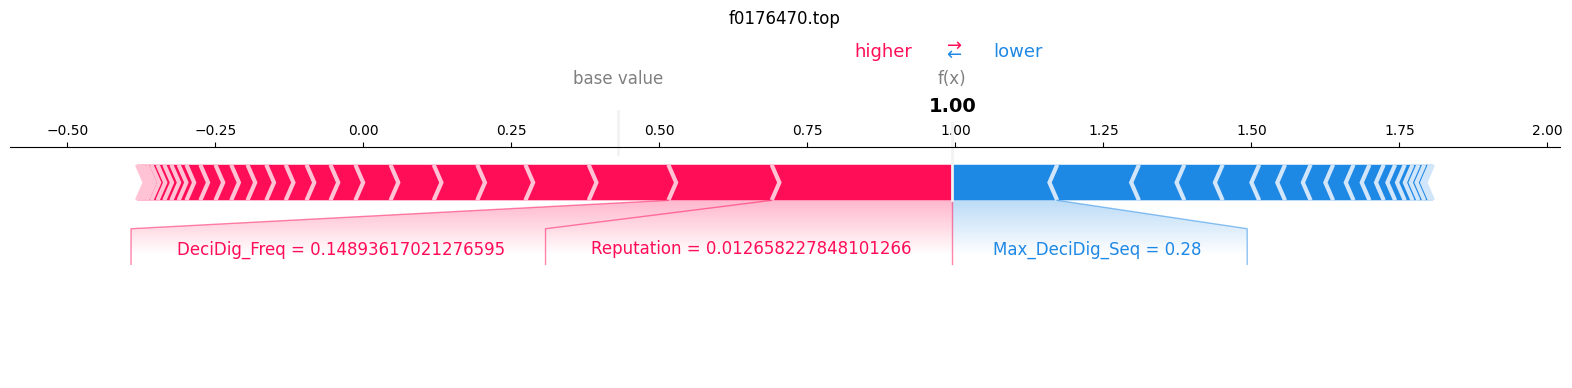 f0176470.top
higher ⇄ lower
base value f(x)
1.00
−0.50 −0.25 0.00 0.25 0.50 0.75 1.00 1.25 1.50 1.75 2.00
DeciDig_Freq = 0.14893617021276595 Reputation = 0.012658227848101266 Max_DeciDig_Seq = 0.28